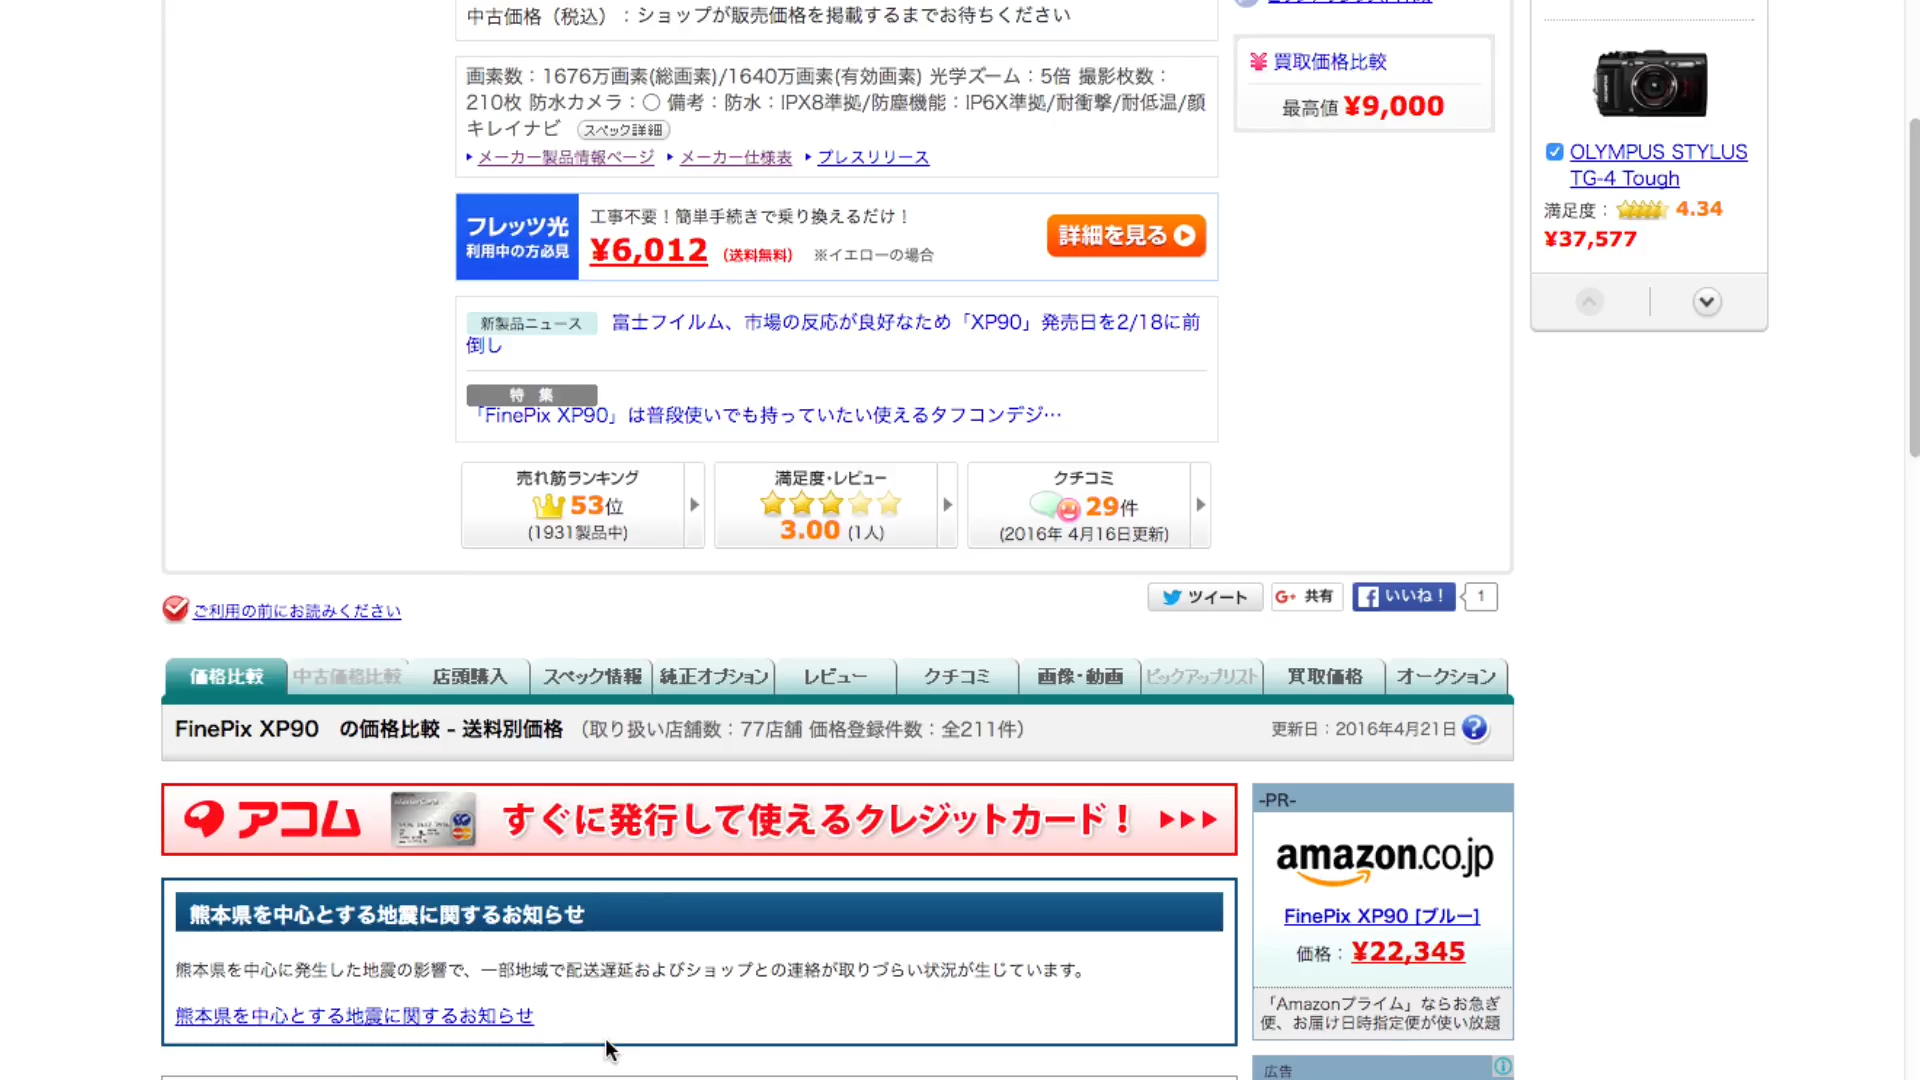 中古価格（税込）：ショップが販売価格を掲載するまでお待ちください
画素数：1676万画素(総画素)/1640万画素(有効画素) 光学ズーム：5倍 撮影枚数：
210枚 防水カメラ：○ 備考：防水：IPX8準拠/防塵機能：IP6X準拠/耐衝撃/耐低温/顔
キレイナビ スペック詳細
メーカー製品情報ページ メーカー仕様表 プレスリリース
買取価格比較
最高値 ¥9,000
OLYMPUS STYLUS
TG-4 Tough
満足度： 4.34
¥37,577
フレッツ光
利用中の方必見
工事不要！簡単手続きで乗り換えるだけ！
¥6,012 （送料無料） ※イエローの場合
詳細を見る
新製品ニュース 富士フイルム、市場の反応が良好なため「XP90」発売日を2/18に前
倒し
特 集
「FinePix XP90」は普段使いでも持っていたい使えるタフコンデジ…
売れ筋ランキング
53位
(1931製品中)
満足度・レビュー
3.00 (1人)
クチコミ
29件
(2016年 4月16日更新)
ご利用の前にお読みください
ツイート
G+ 共有
いいね！ 1
価格比較 中古価格比較 店頭購入 スペック情報 純正オプション レビュー クチコミ 画像・動画 ピックアップリスト 買取価格 オークション
FinePix XP90 の価格比較 – 送料別価格 （取り扱い店舗数：77店舗 価格登録件数：全211件）
更新日：2016年4月21日 ?
アコム すぐに発行して使えるクレジットカード！
熊本県を中心とする地震に関するお知らせ
熊本県を中心に発生した地震の影響で、一部地域で配送遅延およびショップとの連絡が取りづらい状況が生じています。
熊本県を中心とする地震に関するお知らせ
-PR-
amazon.co.jp
FinePix XP90 [ブルー]
価格： ¥22,345
「Amazonプライム」ならお急ぎ
便、お届け日時指定便が使い放題
広告